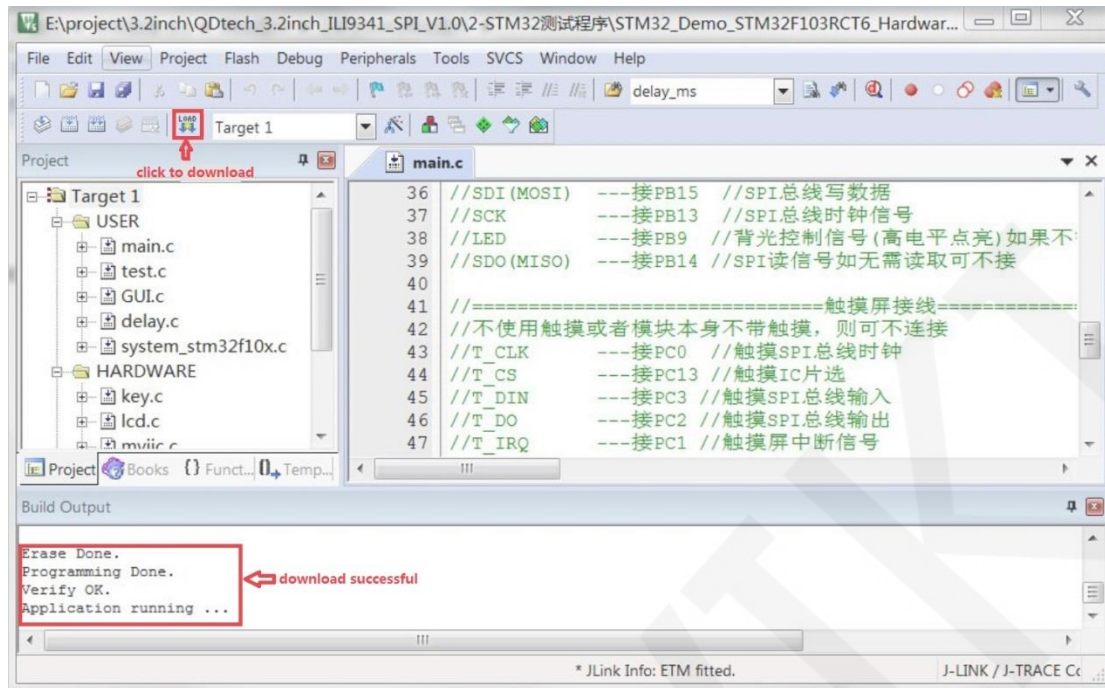 E:\project\3.2inch\QDtech_3.2inch_ILI9341_SPI_V1.0\2-STM32测试程序\STM32_Demo_STM32F103RCT6_Hardwar...
File Edit View Project Flash Debug Peripherals Tools SVCS Window Help
delay_ms
LOAD Target 1
Project
click to download
main.c
Target 1
USER
main.c
test.c
GUI.c
delay.c
system_stm32f10x.c
HARDWARE
key.c
lcd.c
myiic.c
Project Books {} Funct... Temp...
36 //SDI(MOSI) ---接PB15 //SPI总线写数据
37 //SCK ---接PB13 //SPI总线时钟信号
38 //LED ---接PB9 //背光控制信号(高电平点亮)如果不
39 //SDO(MISO) ---接PB14 //SPI读信号如无需读取可不接
40
41 //================================触摸屏接线============
42 //不使用触摸或者模块本身不带触摸，则可不连接
43 //T_CLK ---接PC0 //触摸SPI总线时钟
44 //T_CS ---接PC13 //触摸IC片选
45 //T_DIN ---接PC3 //触摸SPI总线输入
46 //T_DO ---接PC2 //触摸SPI总线输出
47 //T_IRQ ---接PC1 //触摸屏中断信号
Build Output
Erase Done.
Programming Done.
Verify OK.
Application running ...
download successful
* JLink Info: ETM fitted.
J-LINK / J-TRACE